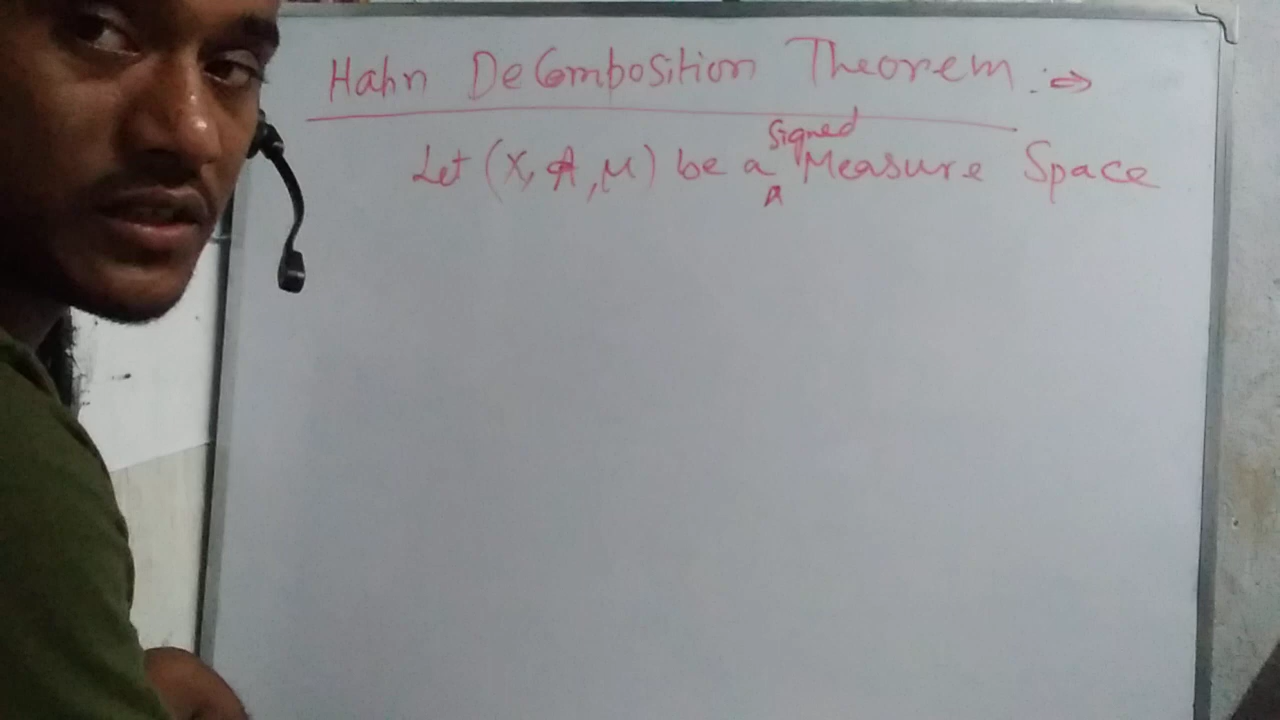 Hahn DeComposition Theorem :⇒
Let (X, A, μ) be a Signed Measure Space